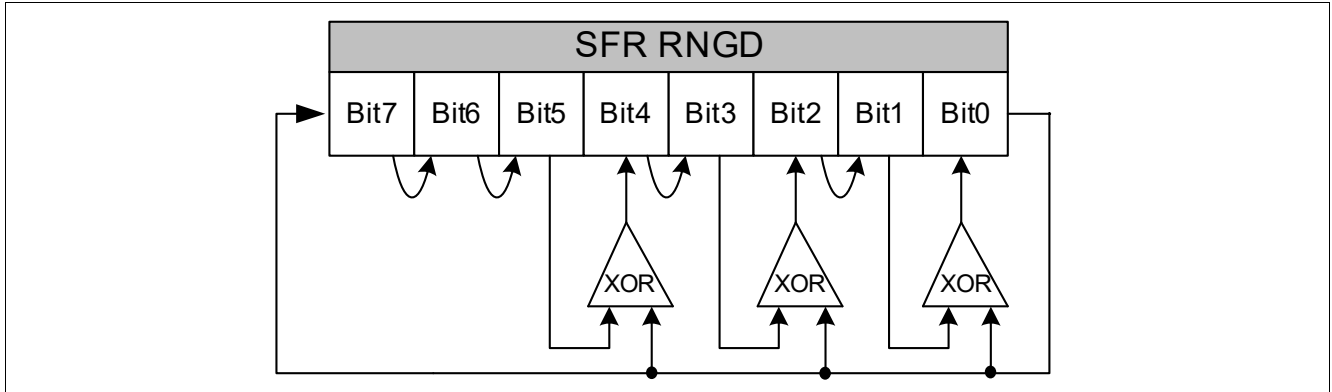 SFR RNGD
Bit7 Bit6 Bit5 Bit4 Bit3 Bit2 Bit1 Bit0
XOR XOR XOR